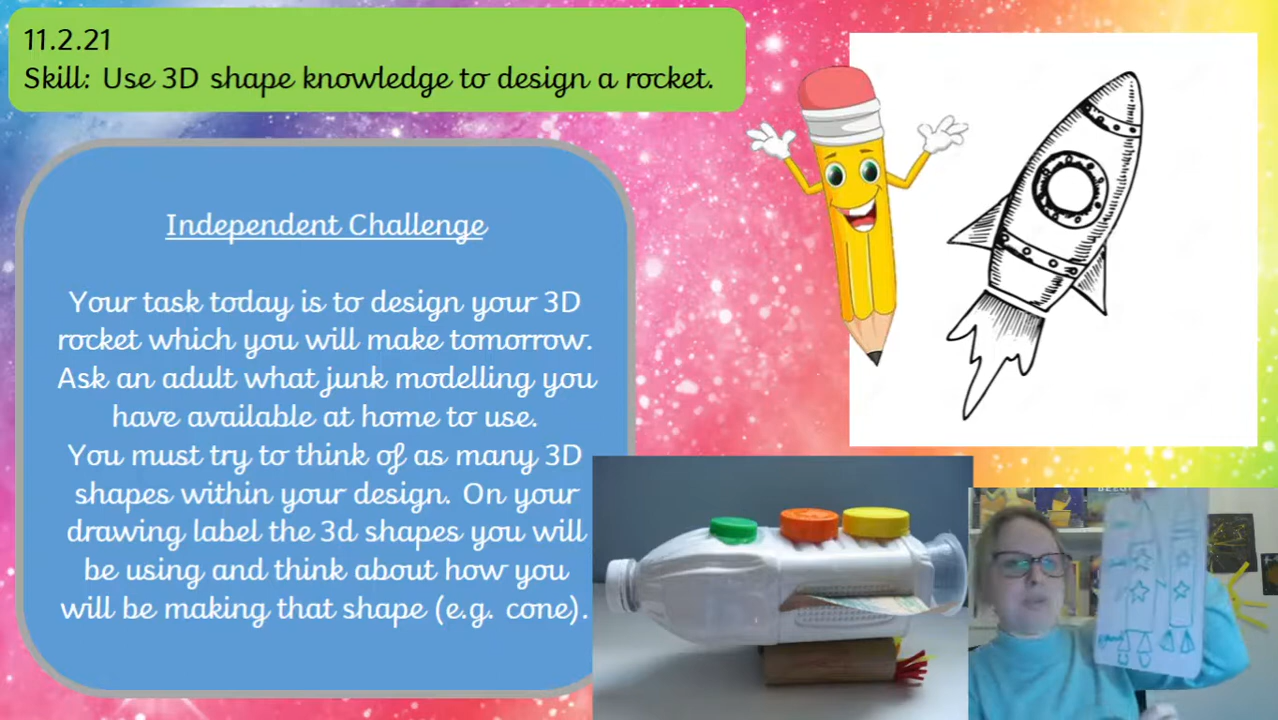 11.2.21
Skill: Use 3D shape knowledge to design a rocket.
Independent Challenge
Your task today is to design your 3D
rocket which you will make tomorrow.
Ask an adult what junk modelling you
have available at home to use.
You must try to think of as many 3D
shapes within your design. On your
drawing label the 3d shapes you will
be using and think about how you
will be making that shape (e.g. cone).